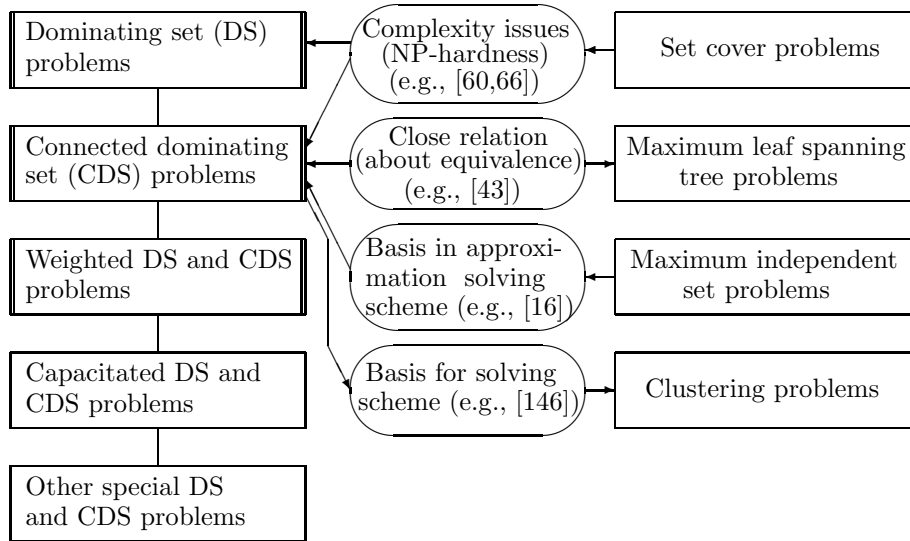 Dominating set (DS)
problems
Complexity issues
(NP-hardness)
(e.g., [60,66])
Set cover problems
Connected dominating
set (CDS) problems
Close relation
(about equivalence)
(e.g., [43])
Maximum leaf spanning
tree problems
Weighted DS and CDS
problems
Basis in approxi-
mation solving
scheme (e.g., [16])
Maximum independent
set problems
Capacitated DS and
CDS problems
Basis for solving
scheme (e.g., [146])
Clustering problems
Other special DS
and CDS problems